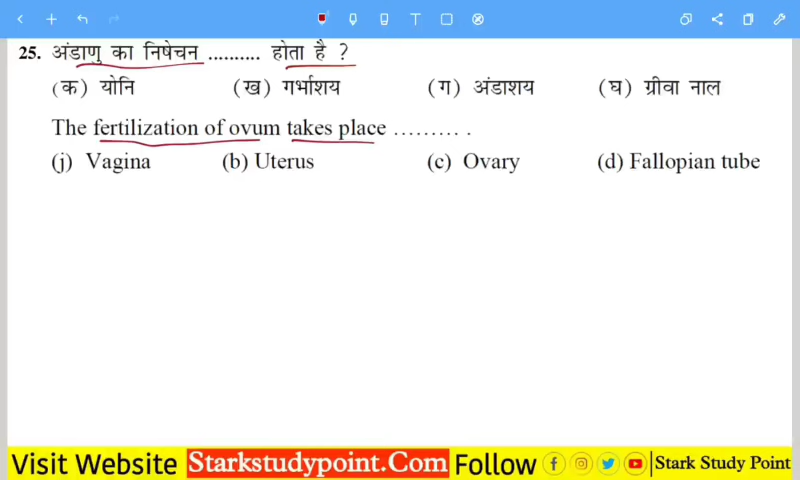 25. अंडाणु का निषेचन .......... होता है ?
(क) योनि (ख) गर्भाशय (ग) अंडाशय (घ) ग्रीवा नाल
The fertilization of ovum takes place ......... .
(j) Vagina (b) Uterus (c) Ovary (d) Fallopian tube
Visit Website Starkstudypoint.Com Follow Stark Study Point